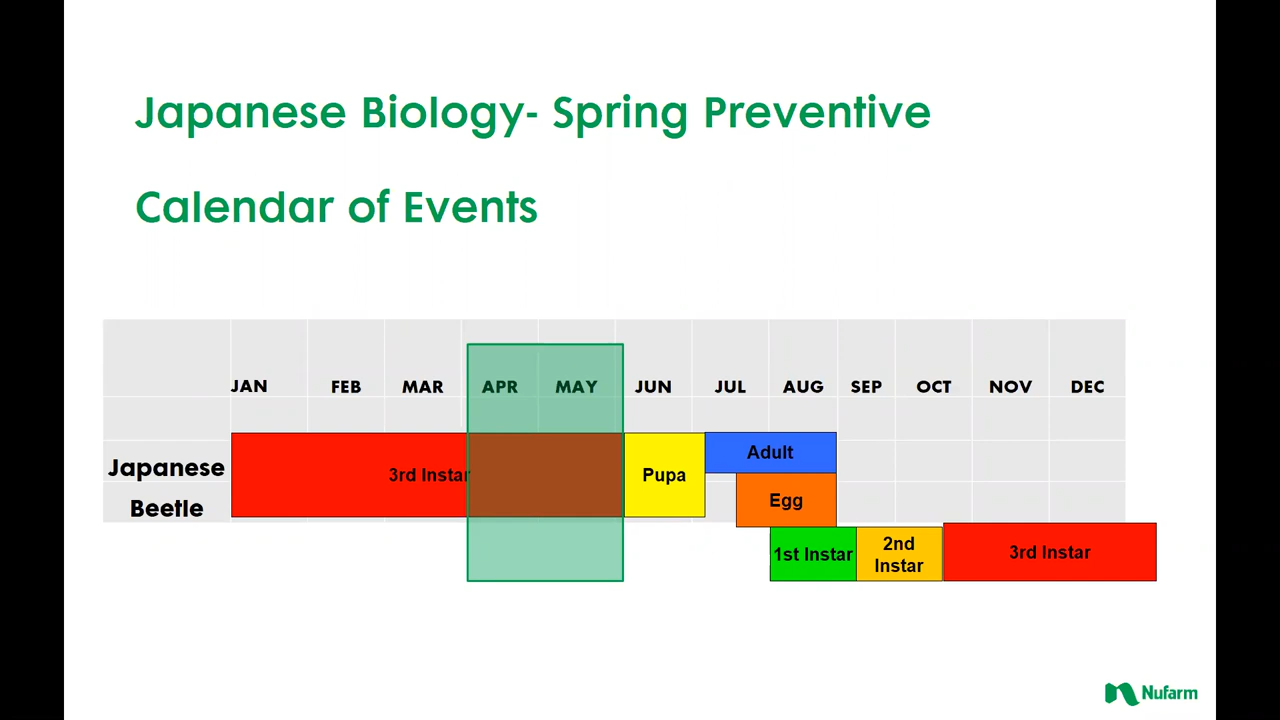 Japanese Biology- Spring Preventive
Calendar of Events
JAN FEB MAR APR MAY JUN JUL AUG SEP OCT NOV DEC
Japanese
Beetle
3rd Instar
Pupa
Adult
Egg
1st Instar
2nd
Instar
3rd Instar
Nufarm